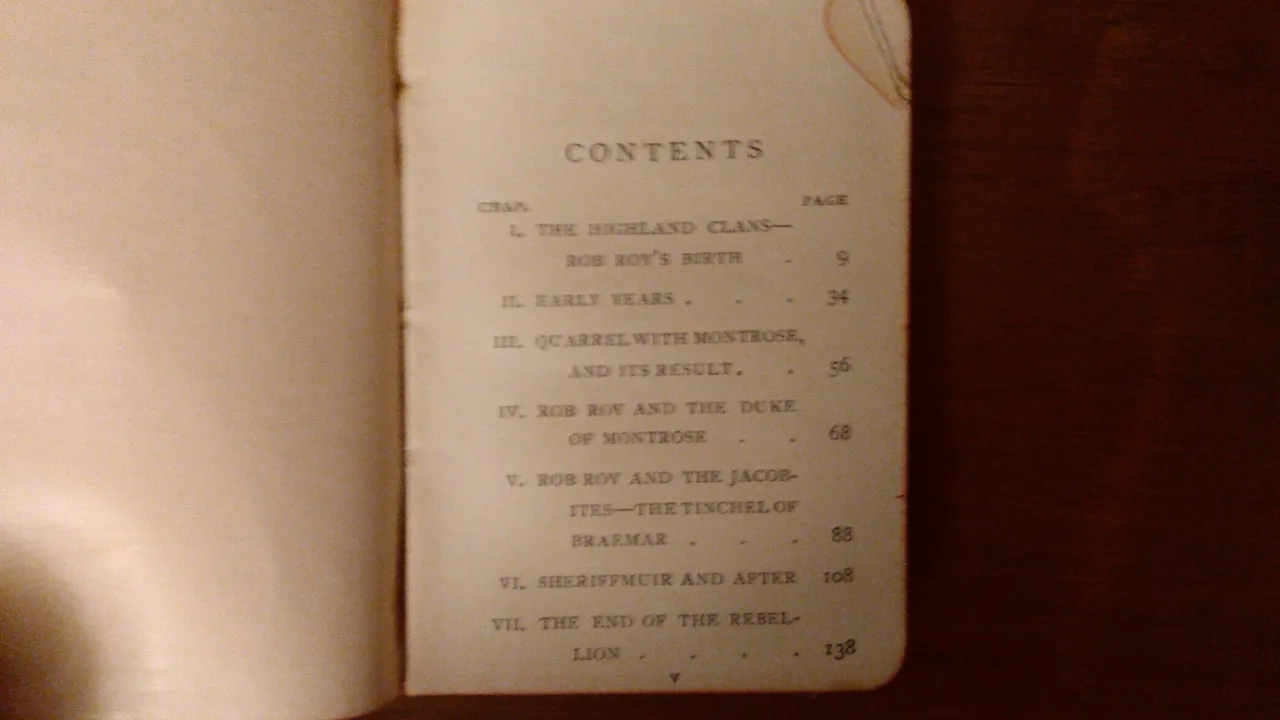 CONTENTS
CHAP. PAGE
I. THE HIGHLAND CLANS—
ROB ROY'S BIRTH . 9
II. EARLY YEARS . . . 34
III. QUARREL WITH MONTROSE,
AND ITS RESULT. . 56
IV. ROB ROY AND THE DUKE
OF MONTROSE . . 68
V. ROB ROY AND THE JACOB-
ITES—THE TINCHEL OF
BRAEMAR . . . 88
VI. SHERIFFMUIR AND AFTER 108
VII. THE END OF THE REBEL-
LION . . . . 138
v